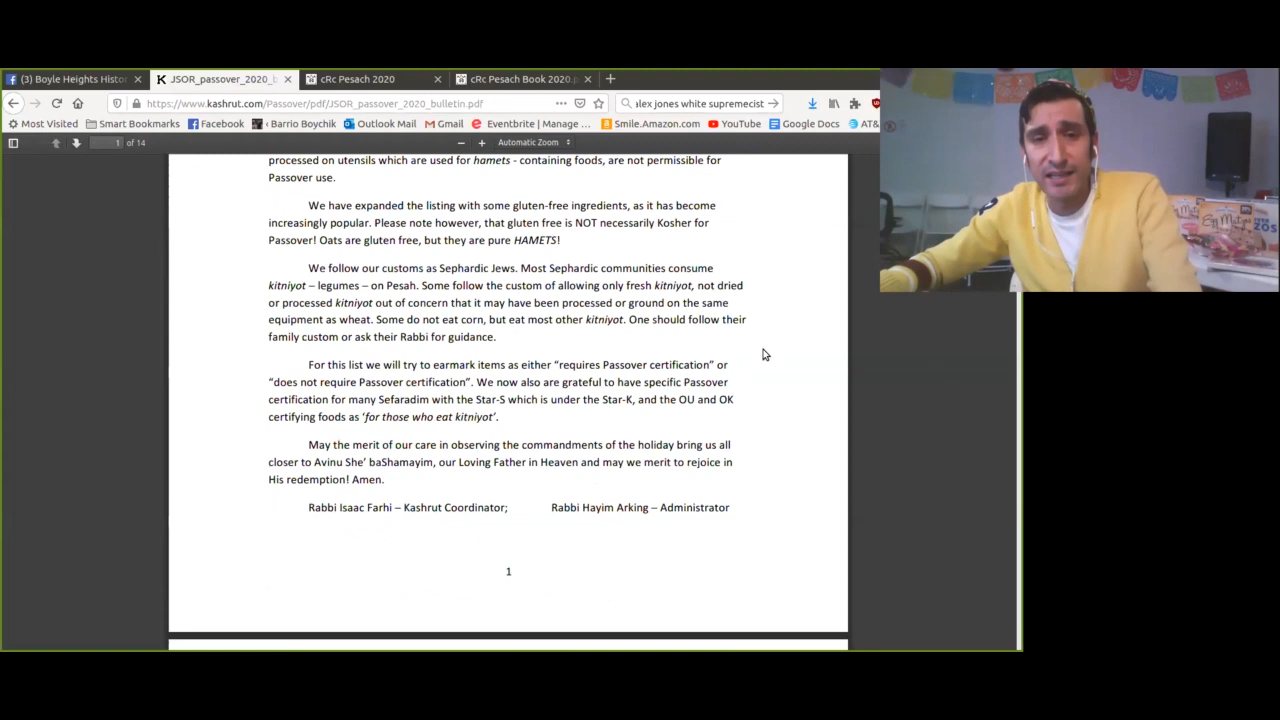 (3) Boyle Heights Histor
JSOR_passover_2020_b
cRc Pesach 2020
cRc Pesach Book 2020.p
https://www.kashrut.com/Passover/pdf/JSOR_passover_2020_bulletin.pdf
lex jones white supremecist
Most Visited
Smart Bookmarks
Facebook
Barrio Boychik
Outlook Mail
Gmail
Eventbrite | Manage ...
Smile.Amazon.com
YouTube
Google Docs
AT&
1 of 14
Automatic Zoom
processed on utensils which are used for hamets - containing foods, are not permissible for
Passover use.
We have expanded the listing with some gluten-free ingredients, as it has become
increasingly popular. Please note however, that gluten free is NOT necessarily Kosher for
Passover! Oats are gluten free, but they are pure HAMETS!
We follow our customs as Sephardic Jews. Most Sephardic communities consume
kitniyot – legumes – on Pesah. Some follow the custom of allowing only fresh kitniyot, not dried
or processed kitniyot out of concern that it may have been processed or ground on the same
equipment as wheat. Some do not eat corn, but eat most other kitniyot. One should follow their
family custom or ask their Rabbi for guidance.
For this list we will try to earmark items as either “requires Passover certification” or
“does not require Passover certification”. We now also are grateful to have specific Passover
certification for many Sefaradim with the Star-S which is under the Star-K, and the OU and OK
certifying foods as ‘for those who eat kitniyot’.
May the merit of our care in observing the commandments of the holiday bring us all
closer to Avinu She’ baShamayim, our Loving Father in Heaven and may we merit to rejoice in
His redemption! Amen.
Rabbi Isaac Farhi – Kashrut Coordinator; Rabbi Hayim Arking – Administrator
1